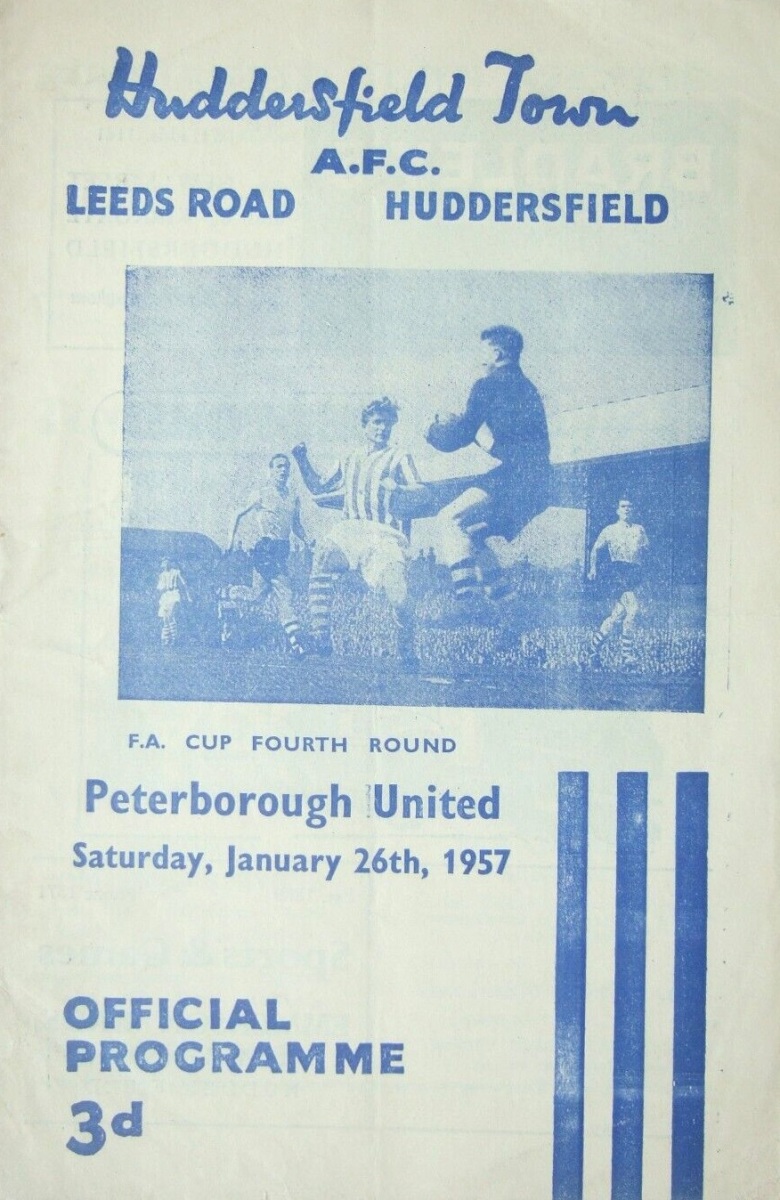 Huddersfield Town
A.F.C.
LEEDS ROAD HUDDERSFIELD
F.A. CUP FOURTH ROUND
Peterborough United
Saturday, January 26th, 1957
OFFICIAL
PROGRAMME
3d